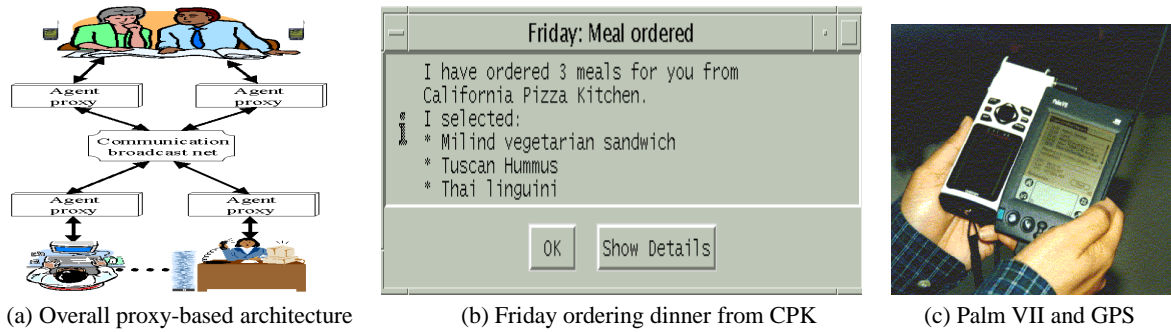 Agent
proxy
Agent
proxy
Communication
broadcast net
Agent
proxy
Agent
proxy
(a) Overall proxy-based architecture
Friday: Meal ordered
I have ordered 3 meals for you from
California Pizza Kitchen.
I selected:
* Milind vegetarian sandwich
* Tuscan Hummus
* Thai linguini
OK
Show Details
(b) Friday ordering dinner from CPK
(c) Palm VII and GPS